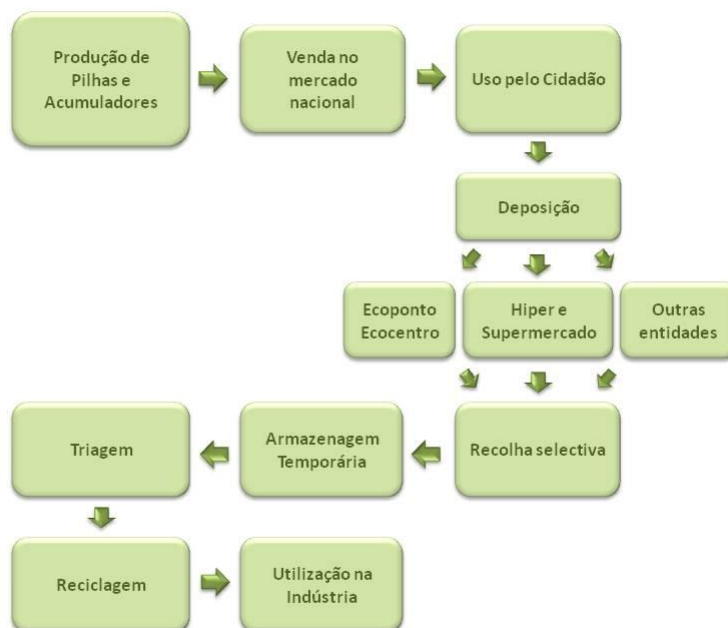 Produção de
Pilhas e
Acumuladores
Venda no
mercado
nacional
Uso pelo Cidadão
Deposição
Ecoponto
Ecocentro
Hiper e
Supermercado
Outras
entidades
Recolha selectiva
Armazenagem
Temporária
Triagem
Reciclagem
Utilização na
Indústria